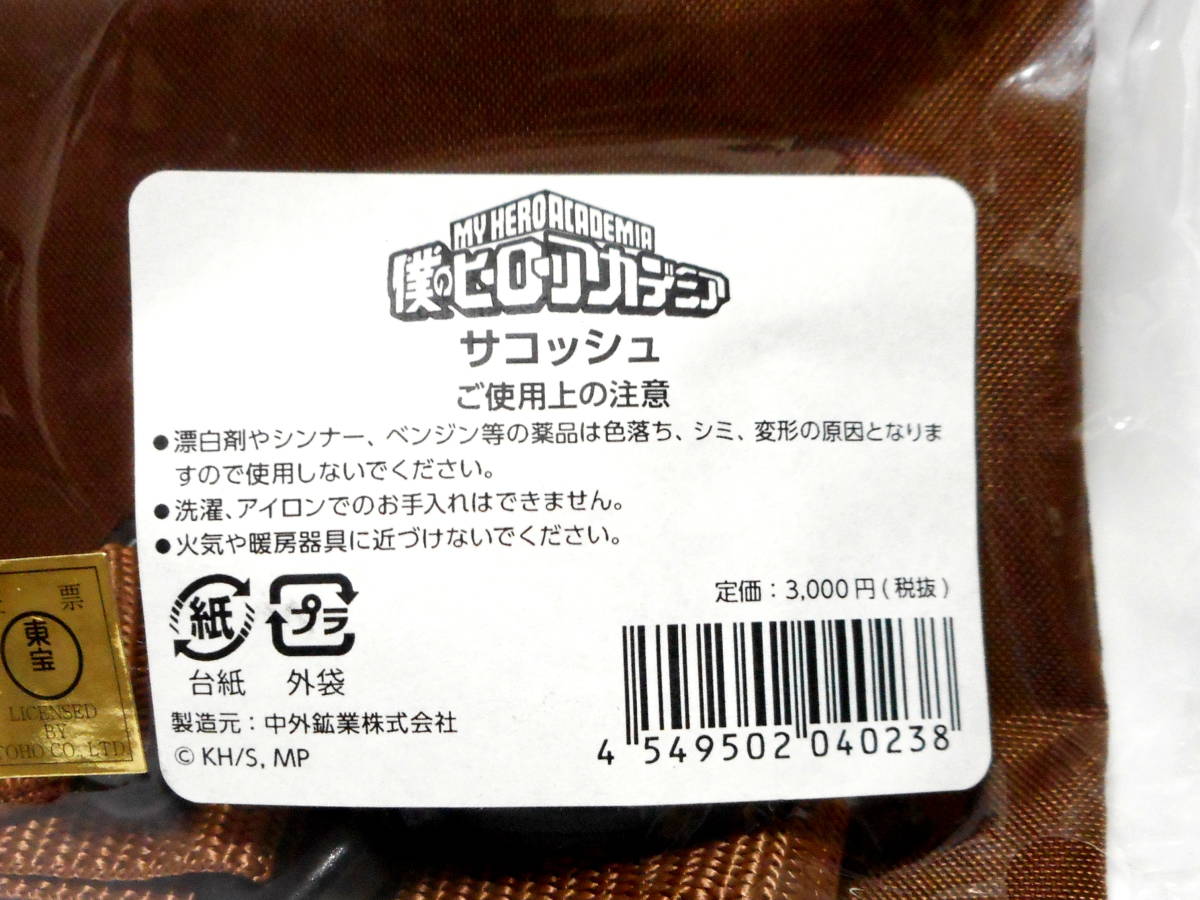 MY HERO ACADEMIA
僕のヒーローアカデミア
サコッシュ
ご使用上の注意
●漂白剤やシンナー、ベンジン等の薬品は色落ち、シミ、変形の原因となりま
すので使用しないでください。
●洗濯、アイロンでのお手入れはできません。
●火気や暖房器具に近づけないでください。
紙
プラ
台紙 外袋
定価：3,000円(税抜)
製造元：中外鉱業株式会社
© KH/S, MP
4 549502 040238
票
東宝
LICENSED
BY
TOHO CO., LTD.